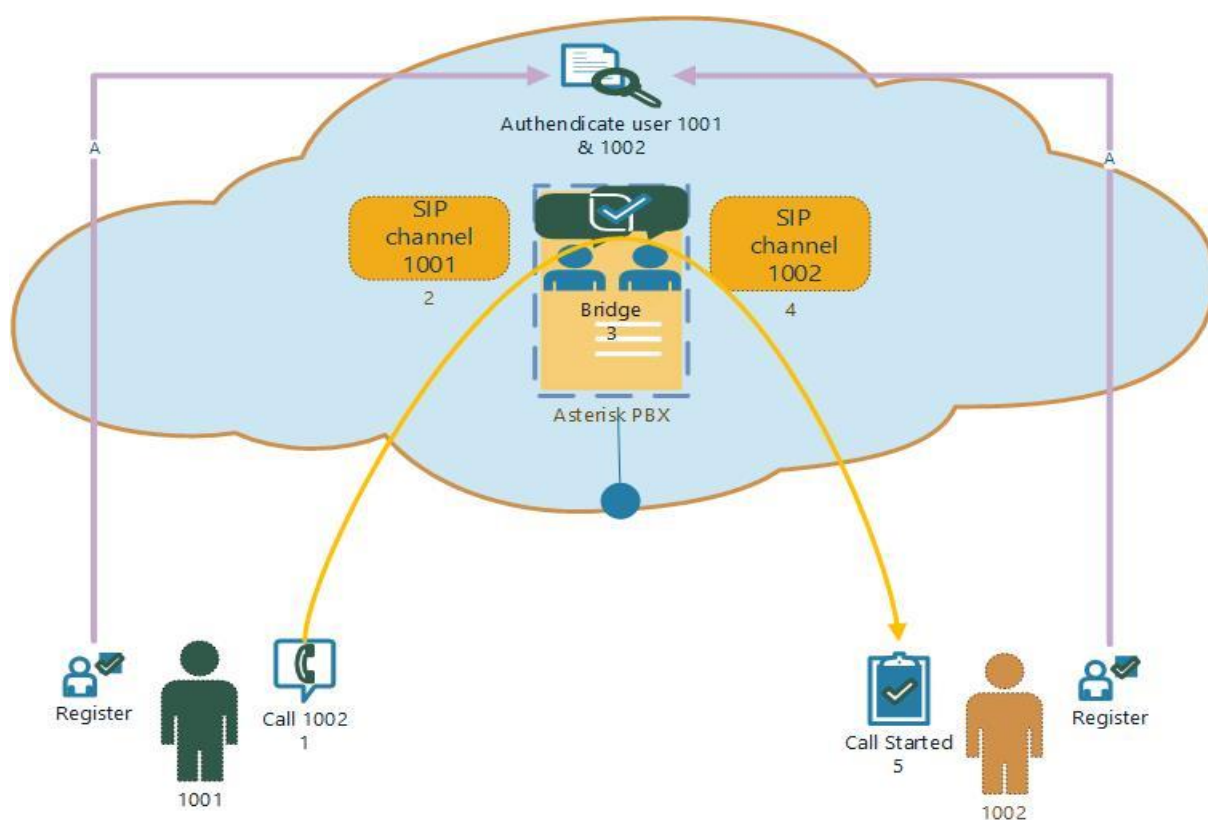 Authendicate user 1001
& 1002
A
A
SIP
channel
1001
2
SIP
channel
1002
4
Bridge
3
Asterisk PBX
Register
1001
Call 1002
1
Call Started
5
1002
Register